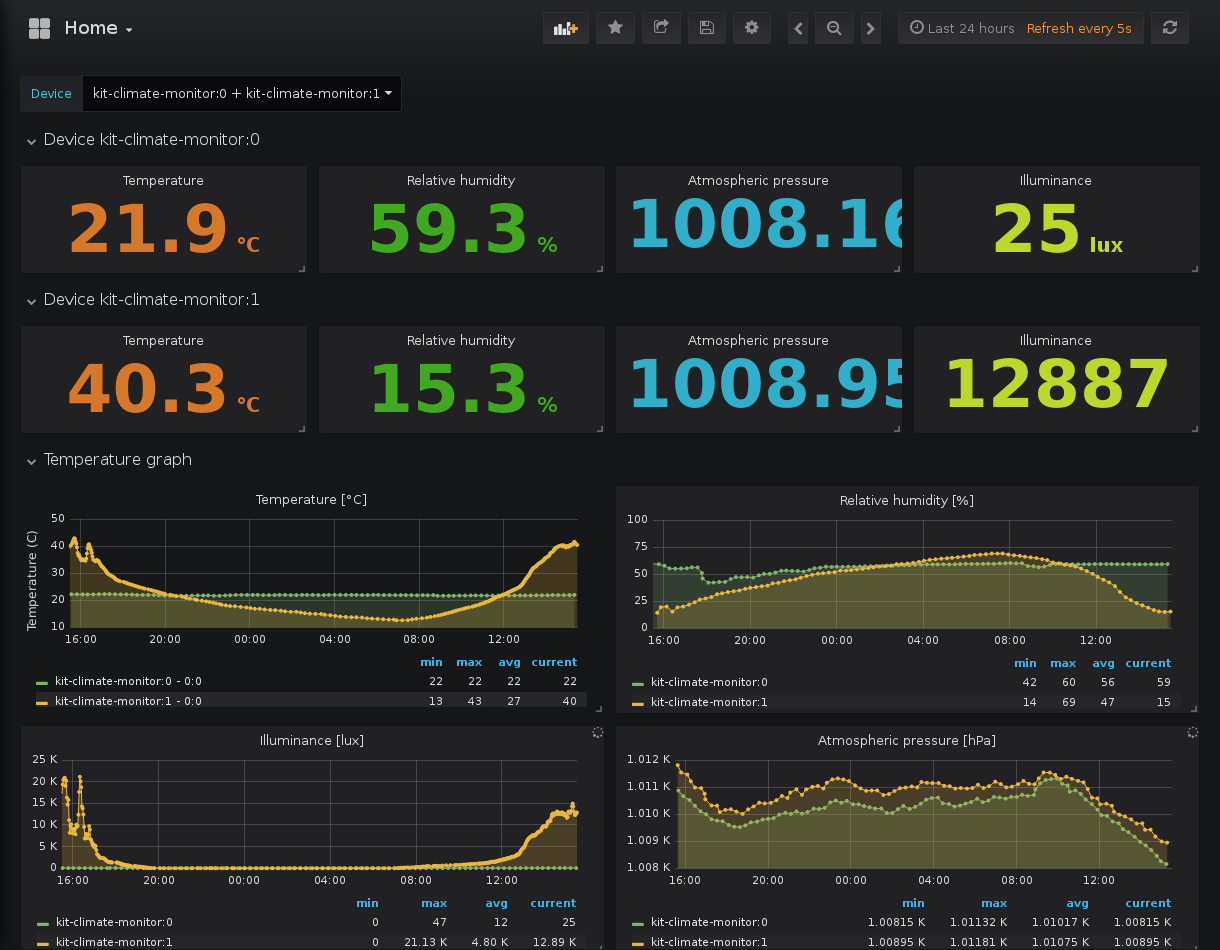 Home
Last 24 hours Refresh every 5s
Device kit-climate-monitor:0 + kit-climate-monitor:1
Device kit-climate-monitor:0
Temperature Relative humidity Atmospheric pressure Illuminance
21.9 °C 59.3 % 1008.16 25 lux
Device kit-climate-monitor:1
Temperature Relative humidity Atmospheric pressure Illuminance
40.3 °C 15.3 % 1008.95 12887
Temperature graph
Temperature [°C]
Temperature (C)
50
40
30
20
10
16:00 20:00 00:00 04:00 08:00 12:00
min max avg current
kit-climate-monitor:0 - 0:0 22 22 22 22
kit-climate-monitor:1 - 0:0 13 43 27 40
Relative humidity [%]
100
75
50
25
0
16:00 20:00 00:00 04:00 08:00 12:00
min max avg current
kit-climate-monitor:0 42 60 56 59
kit-climate-monitor:1 14 69 47 15
Illuminance [lux]
25 K
20 K
15 K
10 K
5 K
0
16:00 20:00 00:00 04:00 08:00 12:00
min max avg current
kit-climate-monitor:0 0 47 12 25
kit-climate-monitor:1 0 21.13 K 4.80 K 12.89 K
Atmospheric pressure [hPa]
1.012 K
1.011 K
1.010 K
1.009 K
1.008 K
16:00 20:00 00:00 04:00 08:00 12:00
min max avg current
kit-climate-monitor:0 1.00815 K 1.01132 K 1.01017 K 1.00815 K
kit-climate-monitor:1 1.00895 K 1.01181 K 1.01075 K 1.00895 K